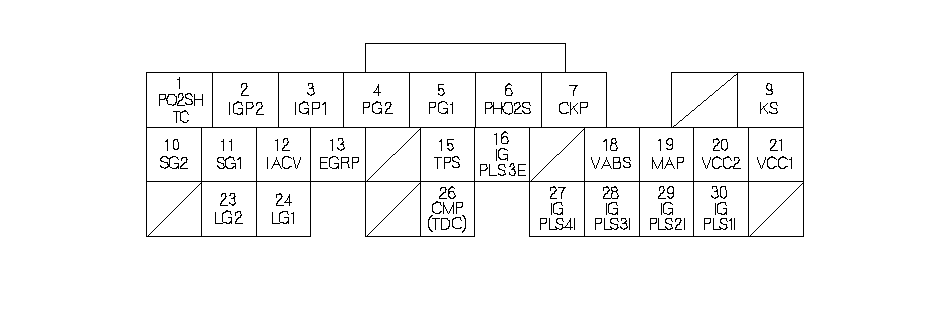 1
PO2SH
TC
2
IGP2
3
IGP1
4
PG2
5
PG1
6
PHO2S
7
CKP
9
KS
10
SG2
11
SG1
12
IACV
13
EGRP
15
TPS
16
IG
PLS3E
18
VABS
19
MAP
20
VCC2
21
VCC1
23
LG2
24
LG1
26
CMP
(TDC)
27
IG
PLS4I
28
IG
PLS3I
29
IG
PLS2I
30
IG
PLS1I